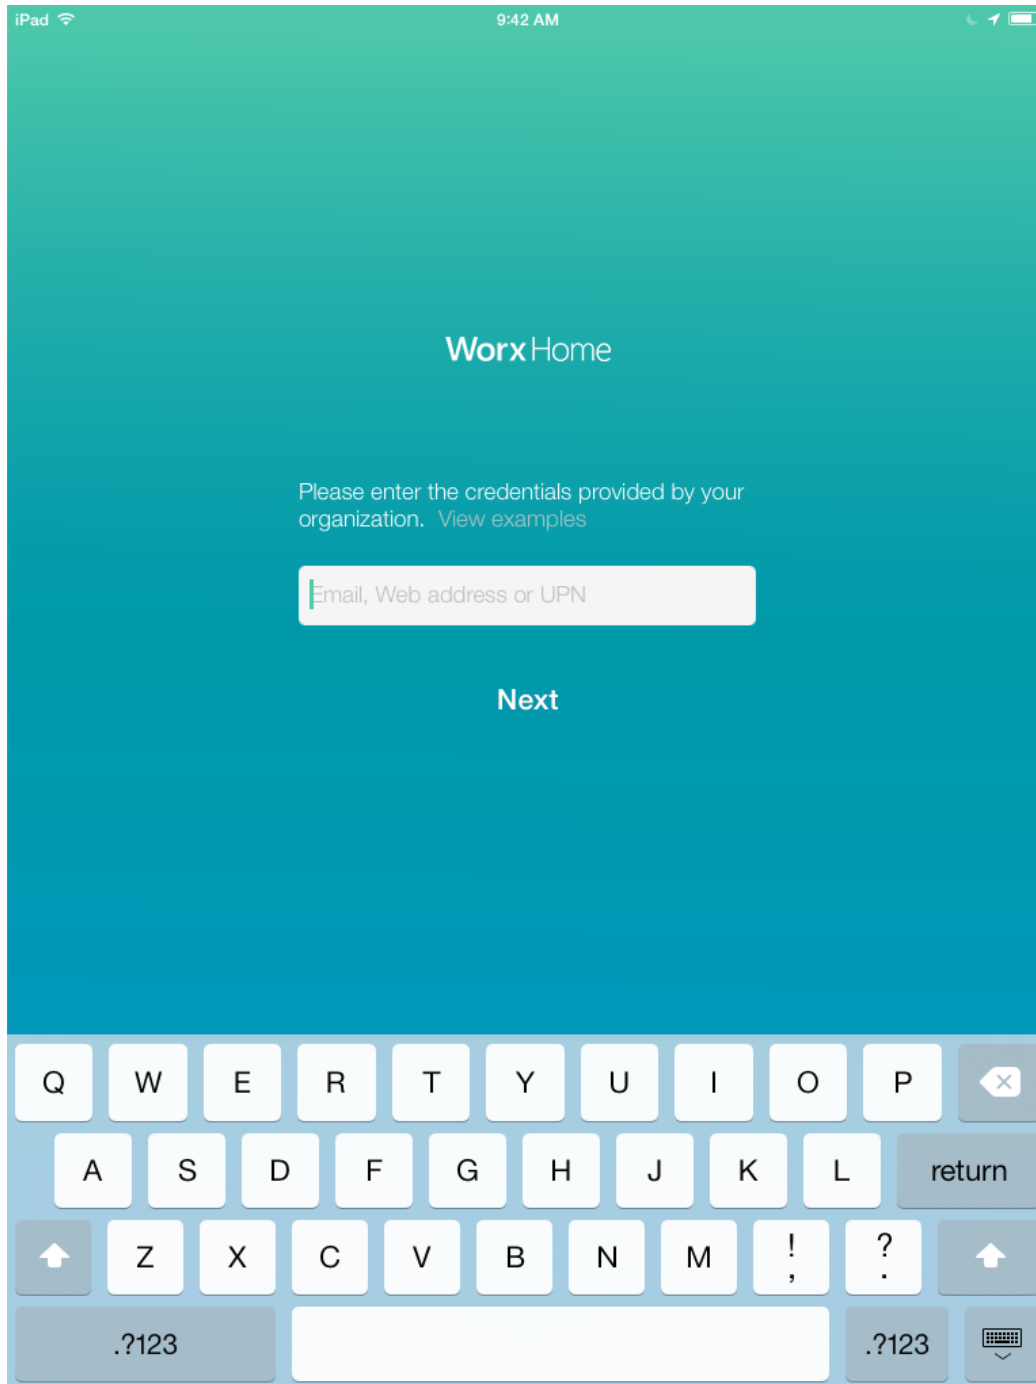 iPad 9:42 AM
Worx Home
Please enter the credentials provided by your
organization. View examples
Email, Web address or UPN
Next
Q W E R T Y U I O P
A S D F G H J K L return
Z X C V B N M ! , ? .
.?123 .?123